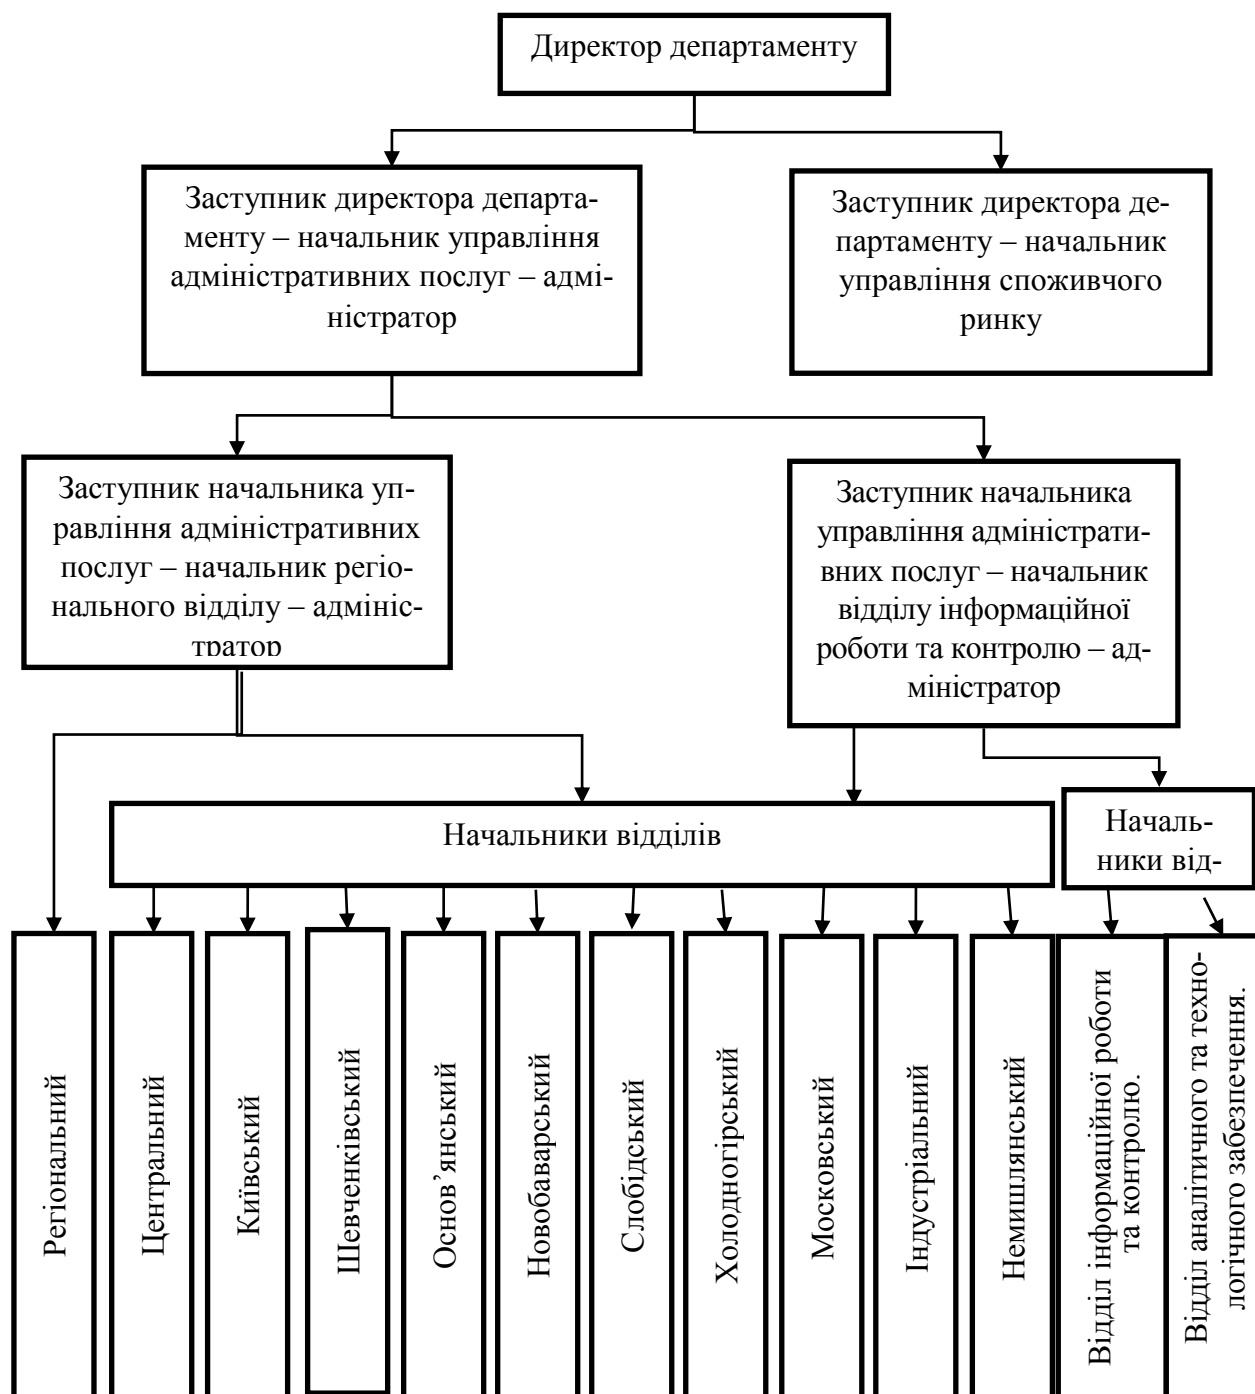 Директор департаменту
Заступник директора департа-
менту – начальник управління
адміністративних послуг – адмі-
ністратор
Заступник директора де-
партаменту – начальник
управління споживчого
ринку
Заступник начальника уп-
равління адміністративних
послуг – начальник регіо-
нального відділу – адмініс-
тратор
Заступник начальника
управління адміністрати-
вних послуг – начальник
відділу інформаційної
роботи та контролю – ад-
міністратор
Начальники відділів
Началь-
ники від-
Регіональний
Центральний
Київський
Шевченківський
Основ’янський
Новобаварський
Слобідський
Холодногірський
Московський
Індустріальний
Немишлянський
Відділ інформаційної роботи
та контролю.
Відділ аналітичного та техно-
логічного забезпечення.